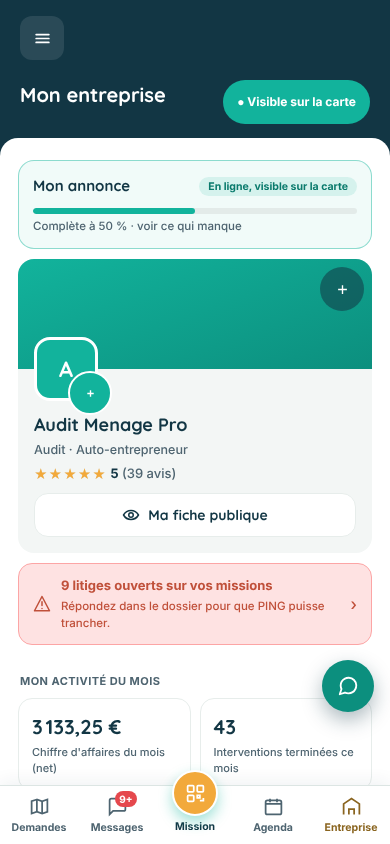 Mon entreprise
● Visible sur la carte
Mon annonce
En ligne, visible sur la carte
Complète à 50 % · voir ce qui manque
+
A
+
Audit Menage Pro
Audit · Auto-entrepreneur
★★★★★ 5 (39 avis)
Ma fiche publique
9 litiges ouverts sur vos missions
Répondez dans le dossier pour que PING puisse
trancher.
MON ACTIVITÉ DU MOIS
3 133,25 €
Chiffre d'affaires du mois
(net)
43
Interventions terminées ce
mois
9+
Demandes
Messages
Mission
Agenda
Entreprise